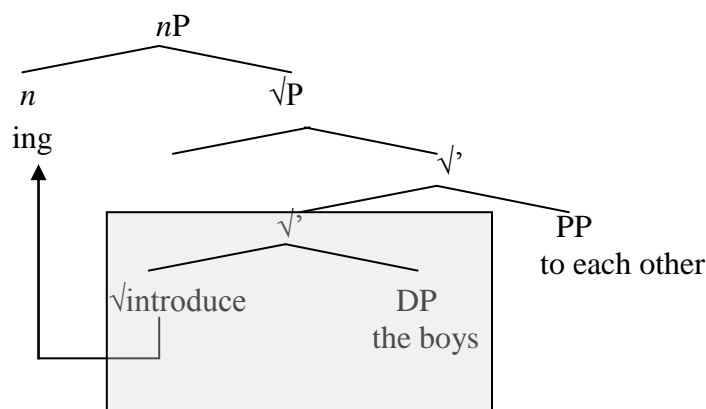 nP
n √P
ing
√’
√’ PP
to each other
√introduce DP
the boys